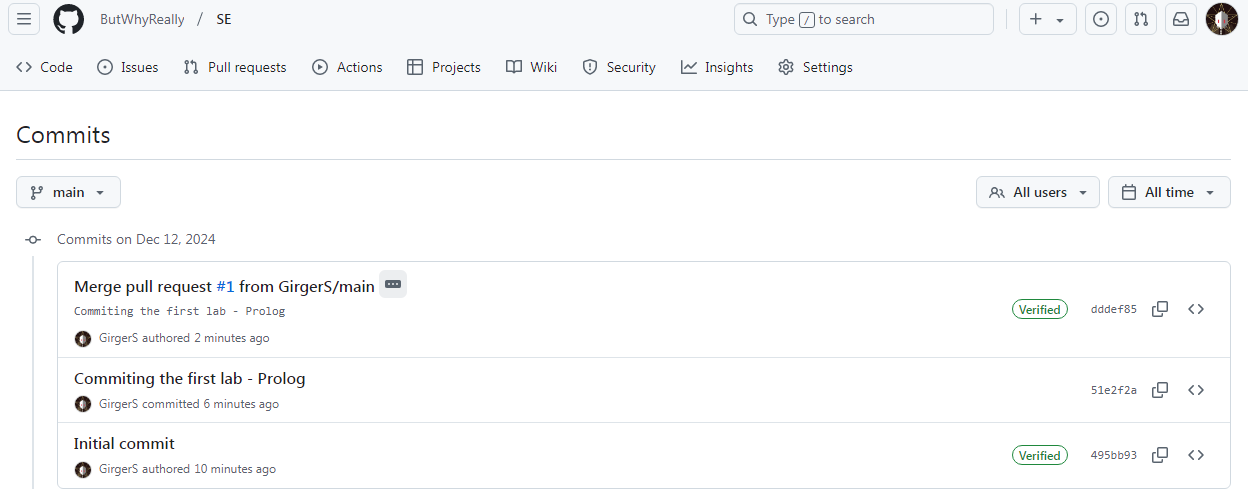 ButWhyReally / SE
Type / to search
Code Issues Pull requests Actions Projects Wiki Security Insights Settings
Commits
main
All users All time
Commits on Dec 12, 2024
Merge pull request #1 from GirgerS/main
Commiting the first lab - Prolog
Verified dddef85
GirgerS authored 2 minutes ago
Commiting the first lab - Prolog
51e2f2a
GirgerS committed 6 minutes ago
Initial commit
Verified 495bb93
GirgerS authored 10 minutes ago